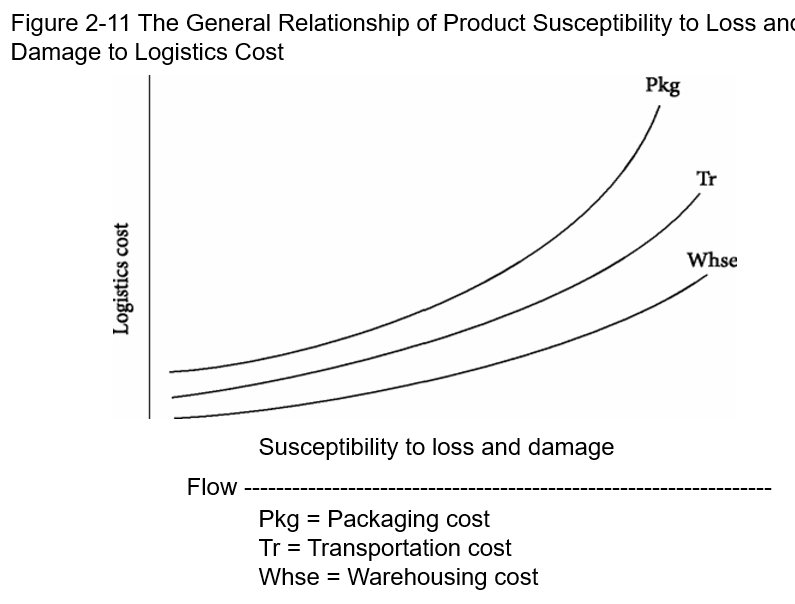 Figure 2-11 The General Relationship of Product Susceptibility to Loss
Damage to Logistics Cost
Pkg
Tr
Whse
Logistics cost
Susceptibility to loss and damage
Flow ------------------------------------------------------------------
Pkg = Packaging cost
Tr = Transportation cost
Whse = Warehousing cost